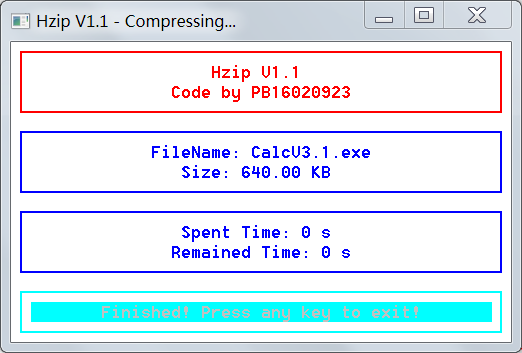 Hzip V1.1 - Compressing...
Hzip V1.1
Code by PB16020923
FileName: CalcV3.1.exe
Size: 640.00 KB
Spent Time: 0 s
Remained Time: 0 s
Finished! Press any key to exit!